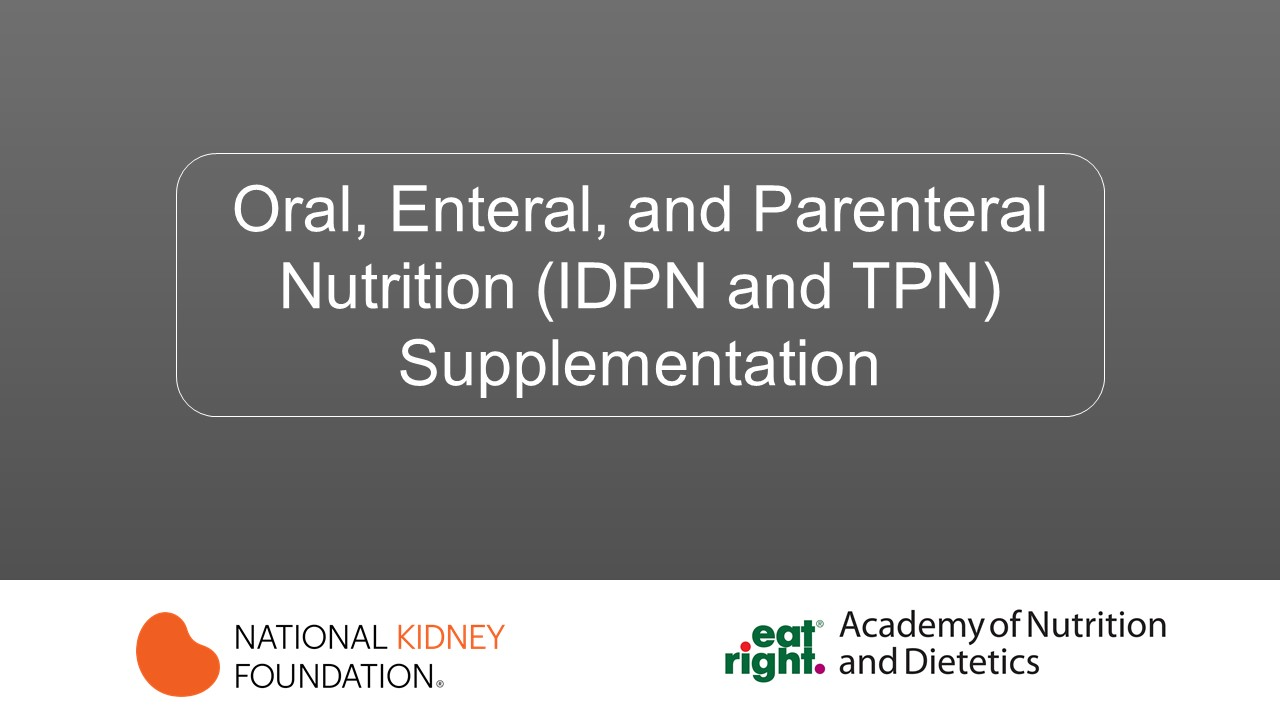 Oral, Enteral, and Parenteral
Nutrition (IDPN and TPN)
Supplementation
NATIONAL KIDNEY
FOUNDATION®
eat®
right.
Academy of Nutrition
and Dietetics